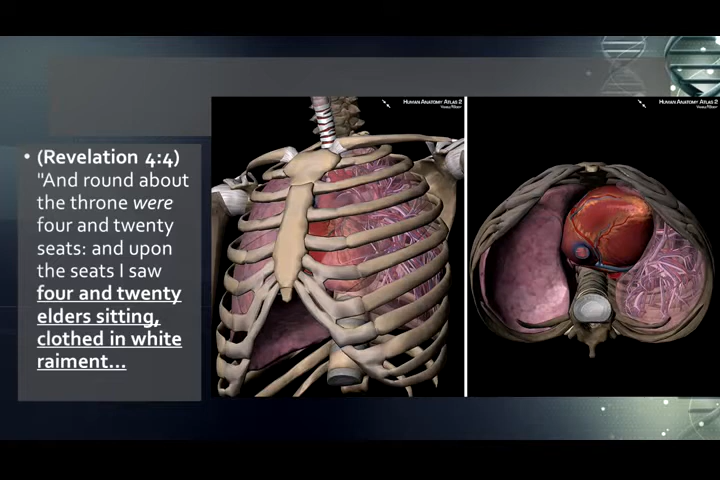 • (Revelation 4:4)
"And round about
the throne were
four and twenty
seats: and upon
the seats I saw
four and twenty
elders sitting,
clothed in white
raiment...
HUMAN ANATOMY ATLAS 2
HUMAN ANATOMY ATLAS 2